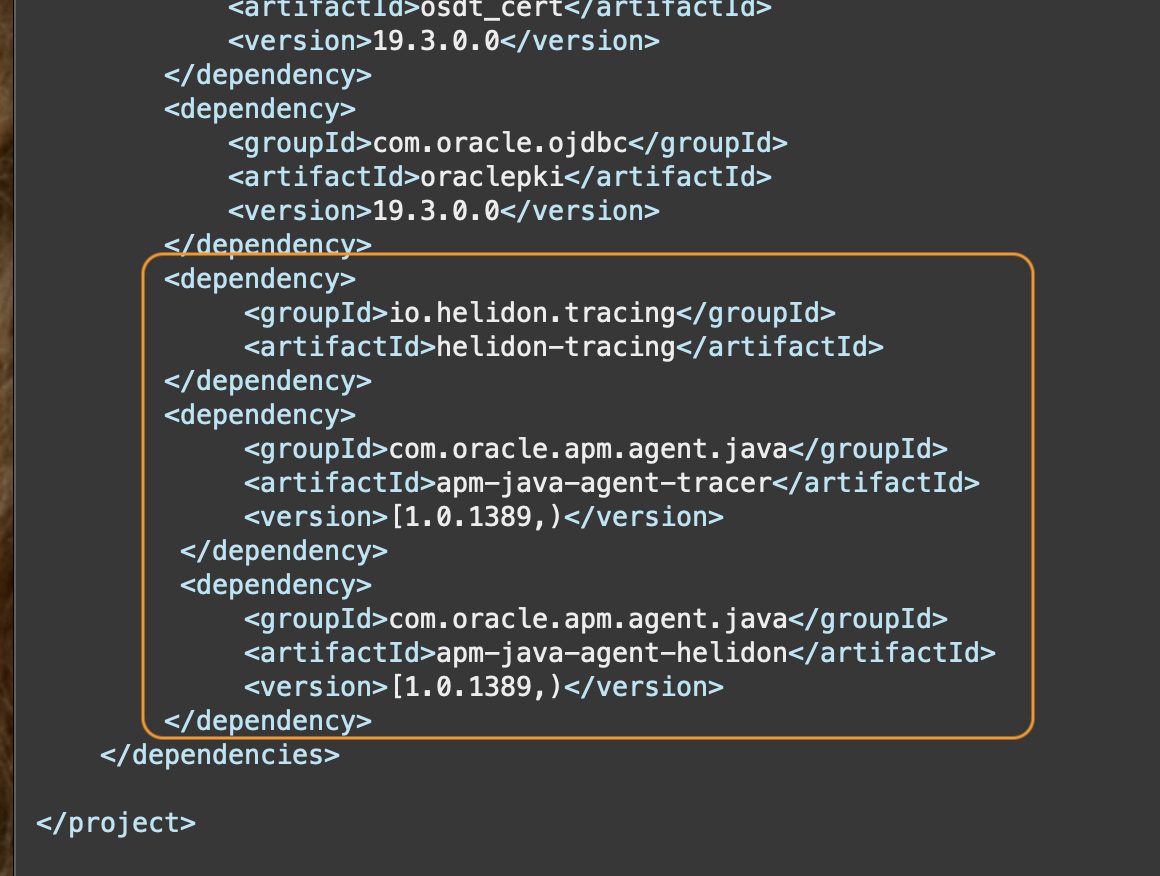 <artifactId>osdt_cert</artifactId>
<version>19.3.0.0</version>
</dependency>
<dependency>
<groupId>com.oracle.ojdbc</groupId>
<artifactId>oraclepki</artifactId>
<version>19.3.0.0</version>
</dependency>
<dependency>
<groupId>io.helidon.tracing</groupId>
<artifactId>helidon-tracing</artifactId>
</dependency>
<dependency>
<groupId>com.oracle.apm.agent.java</groupId>
<artifactId>apm-java-agent-tracer</artifactId>
<version>[1.0.1389,)</version>
</dependency>
<dependency>
<groupId>com.oracle.apm.agent.java</groupId>
<artifactId>apm-java-agent-helidon</artifactId>
<version>[1.0.1389,)</version>
</dependency>
</dependencies>
</project>